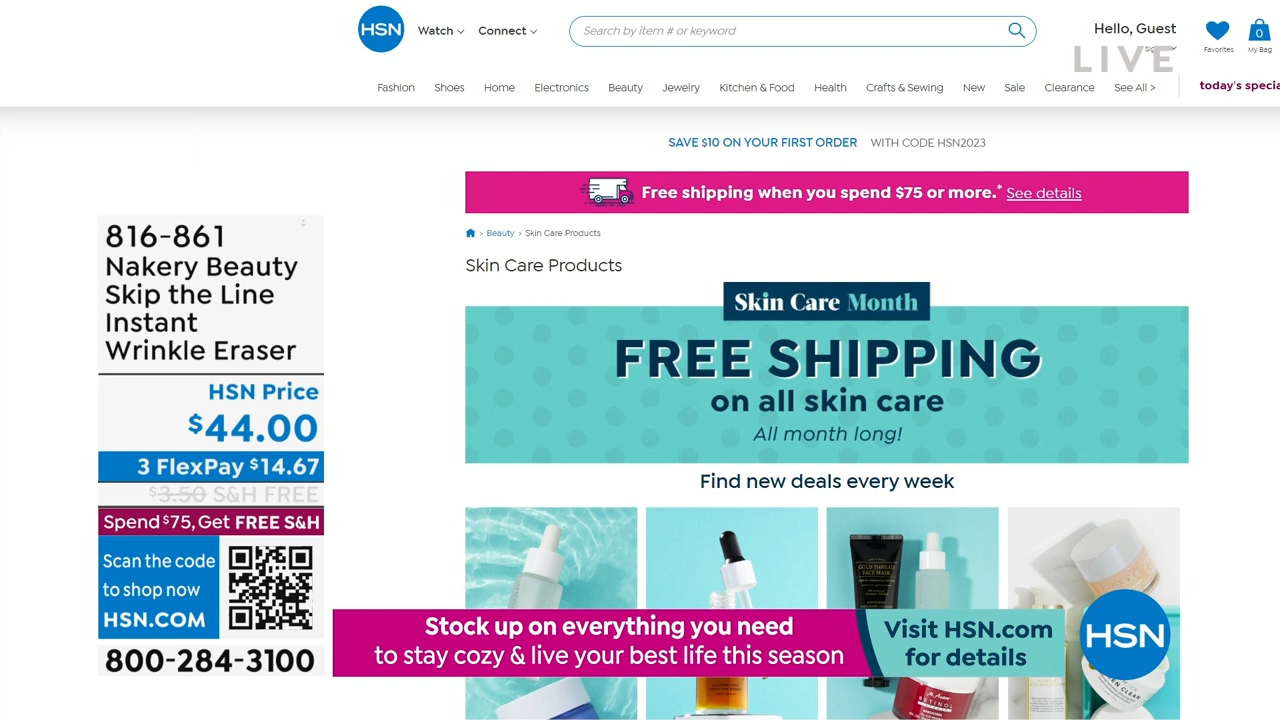 HSN
Watch
Connect
Search by item # or keyword
Hello, Guest
LIVE
Favorites
0
My Bag
Fashion
Shoes
Home
Electronics
Beauty
Jewelry
Kitchen & Food
Health
Crafts & Sewing
New
Sale
Clearance
See All >
today's specia
SAVE $10 ON YOUR FIRST ORDER WITH CODE HSN2023
Free shipping when you spend $75 or more.* See details
> Beauty > Skin Care Products
Skin Care Products
Skin Care Month
FREE SHIPPING
on all skin care
All month long!
Find new deals every week
816-861
Nakery Beauty
Skip the Line
Instant
Wrinkle Eraser
HSN Price
$44.00
3 FlexPay $14.67
$3.50 S&H FREE
Spend $75, Get FREE S&H
Scan the code
to shop now
HSN.COM
800-284-3100
GOLD THREAD
FACE MASK
Stock up on everything you need
to stay cozy & live your best life this season
Visit HSN.com
for details
HSN
RETINOL